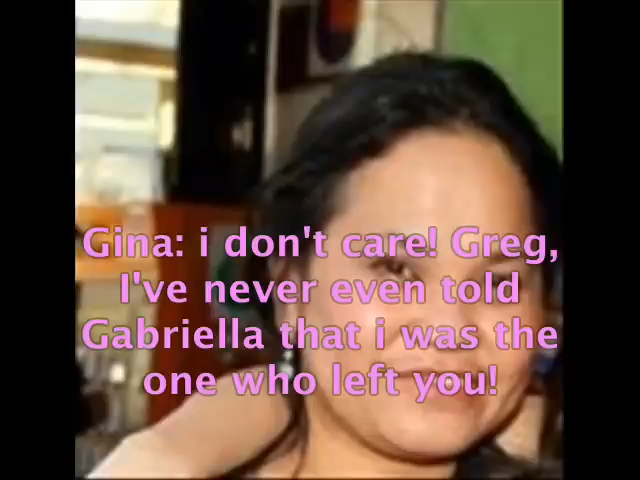 Gina: i don't care! Greg,
I've never even told
Gabriella that i was the
one who left you!